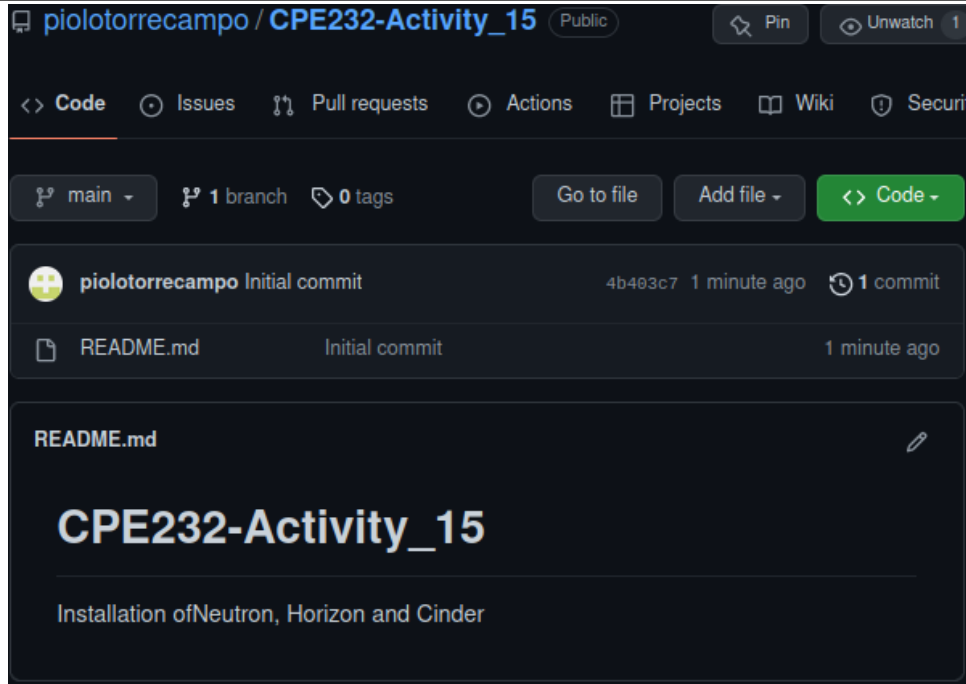 piolotorrecampo / CPE232-Activity_15 Public Pin Unwatch 1
Code Issues Pull requests Actions Projects Wiki Securi
main 1 branch 0 tags Go to file Add file Code
piolotorrecampo Initial commit 4b403c7 1 minute ago 1 commit
README.md Initial commit 1 minute ago
README.md
CPE232-Activity_15
Installation ofNeutron, Horizon and Cinder